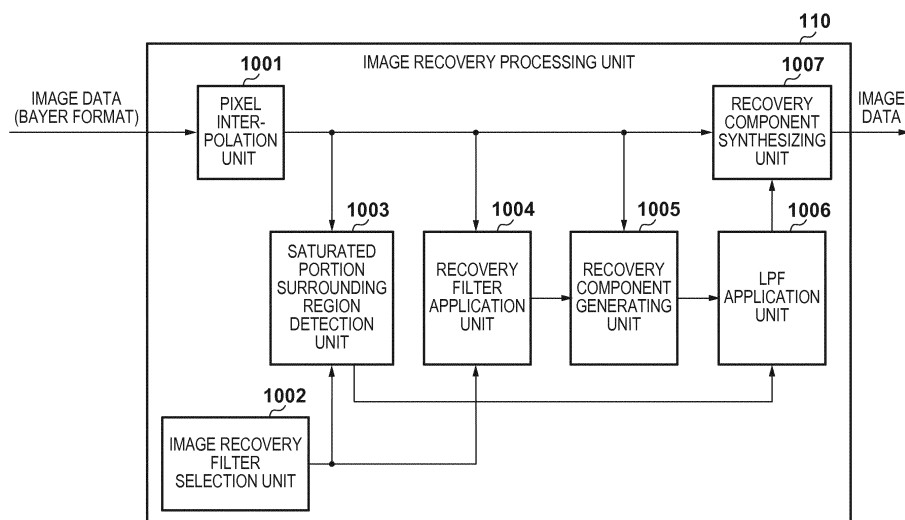 110
IMAGE RECOVERY PROCESSING UNIT
IMAGE DATA
(BAYER FORMAT)
1001
PIXEL
INTER-
POLATION
UNIT
1007
RECOVERY
COMPONENT
SYNTHESIZING
UNIT
IMAGE
DATA
1003
SATURATED
PORTION
SURROUNDING
REGION
DETECTION
UNIT
1004
RECOVERY
FILTER
APPLICATION
UNIT
1005
RECOVERY
COMPONENT
GENERATING
UNIT
1006
LPF
APPLICATION
UNIT
1002
IMAGE RECOVERY
FILTER
SELECTION UNIT